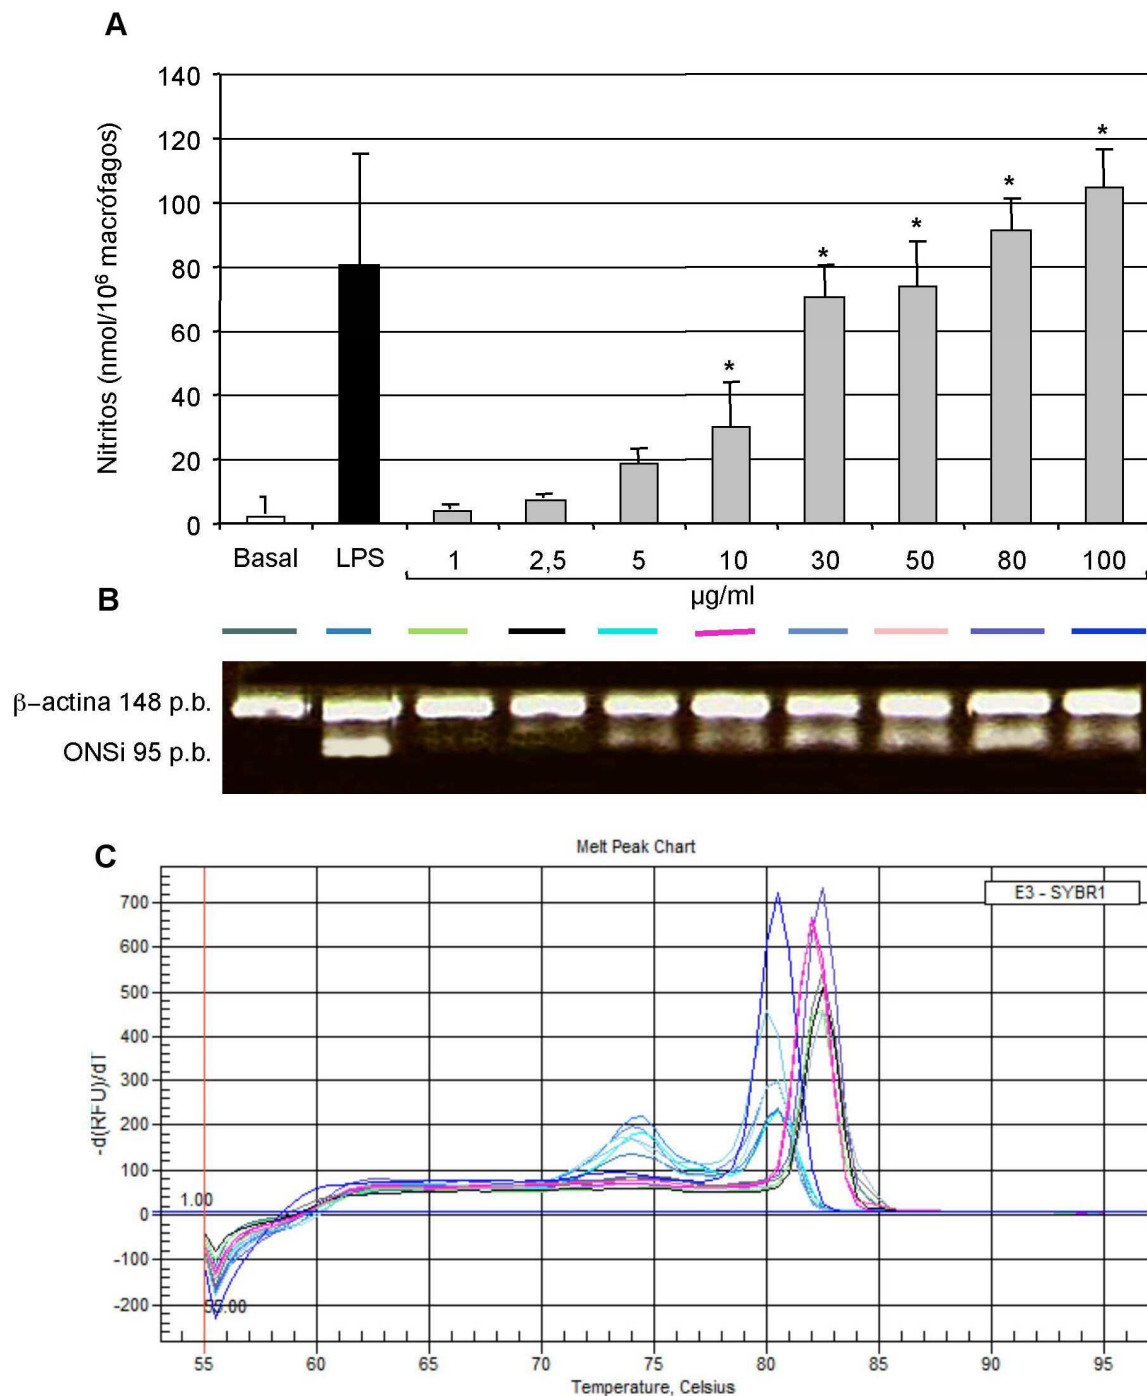 A
Nitritos (nmol/10⁶ macrófagos)
140
120
100
80
60
40
20
0
* * * * *
Basal LPS 1 2,5 5 10 30 50 80 100
µg/ml
B
β–actina 148 p.b.
ONSi 95 p.b.
C
Melt Peak Chart
E3 - SYBR1
-d(RFU)/dT
700
600
500
400
300
200
100
0
-100
-200
1.00
55 60 65 70 75 80 85 90 95
Temperature, Celsius